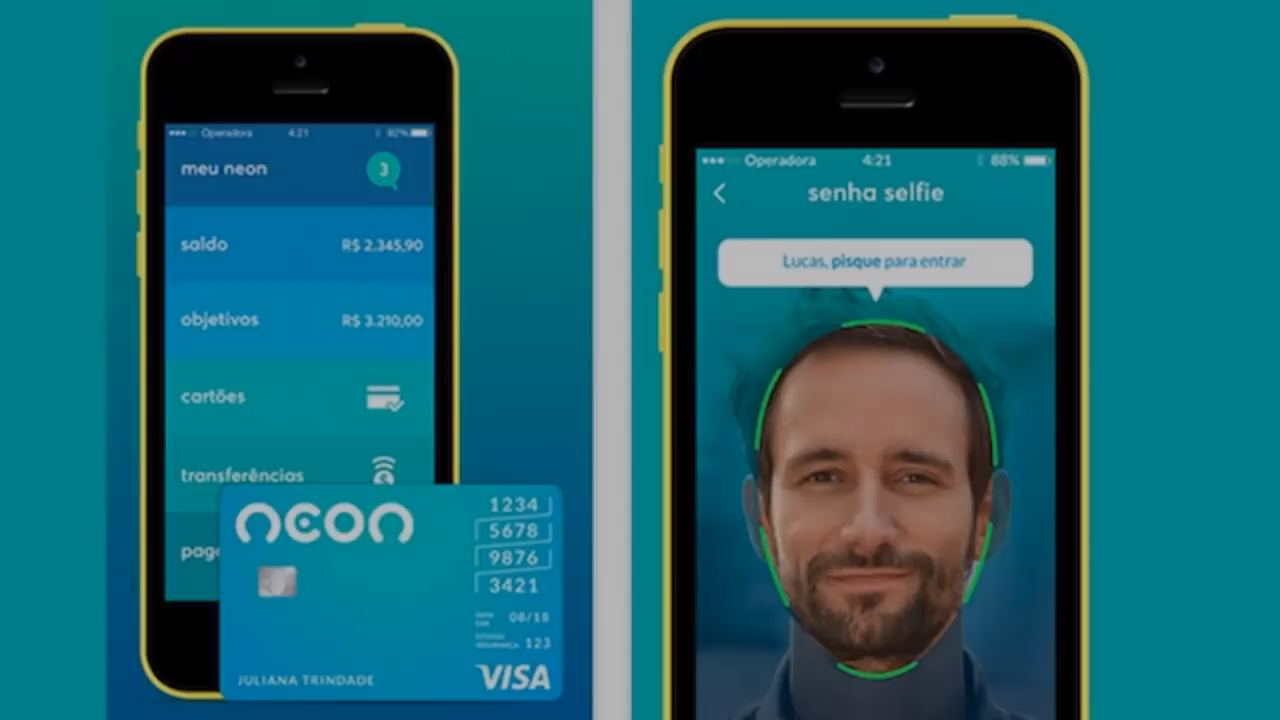 Operadora 4:21 82%
meu neon 3
saldo R$ 2.345,90
objetivos R$ 3.210,00
cartões
transferências
neon
1234
5678
9876
3421
08/18
123
JULIANA TRINDADE
VISA
Operadora 4:21 88%
senha selfie
Lucas, pisque para entrar